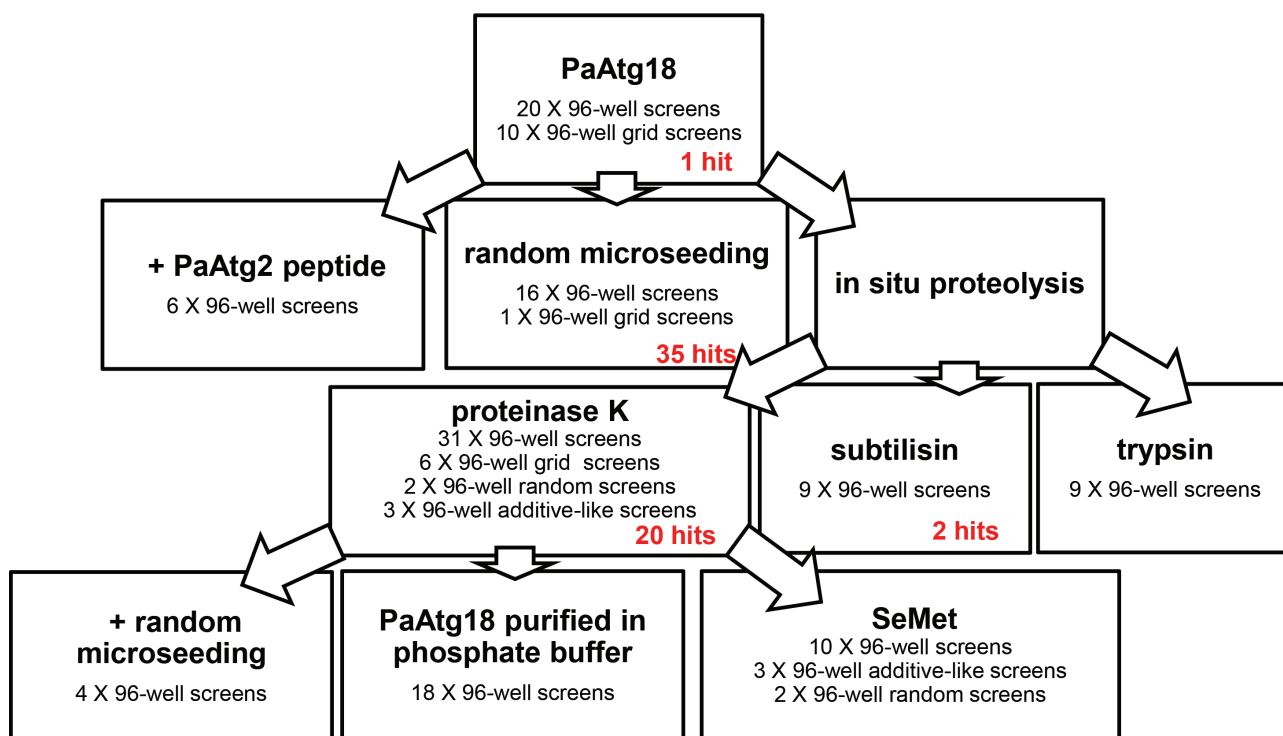 PaAtg18
20 X 96-well screens
10 X 96-well grid screens
1 hit
+ PaAtg2 peptide
6 X 96-well screens
random microseeding
16 X 96-well screens
1 X 96-well grid screens
35 hits
in situ proteolysis
proteinase K
31 X 96-well screens
6 X 96-well grid screens
2 X 96-well random screens
3 X 96-well additive-like screens
20 hits
subtilisin
9 X 96-well screens
2 hits
trypsin
9 X 96-well screens
+ random
microseeding
4 X 96-well screens
PaAtg18 purified in
phosphate buffer
18 X 96-well screens
SeMet
10 X 96-well screens
3 X 96-well additive-like screens
2 X 96-well random screens